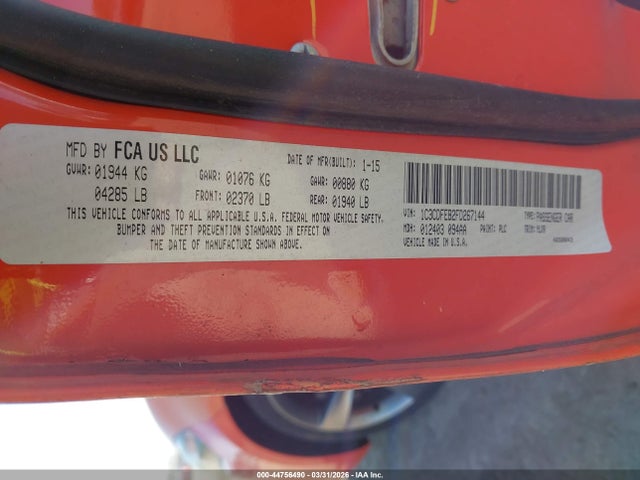 MFD BY FCA US LLC DATE OF MFR(BUILT): 1-15
GVWR: 01944 KG GAWR: 01076 KG GAWR: 00880 KG
04285 LB FRONT: 02370 LB REAR: 01940 LB
THIS VEHICLE CONFORMS TO ALL APPLICABLE U.S.A. FEDERAL MOTOR VEHICLE SAFETY,
BUMPER AND THEFT PREVENTION STANDARDS IN EFFECT ON THE DATE OF MANUFACTURE
SHOWN ABOVE.
VIN: 1C3CDFEB2FD267144 TYPE: PASSENGER CAR
MDH: 012403 094AA PAINT: PLC TRIM:
VEHICLE MADE IN U.S.A.
000-44756490 - 03/31/2026 - IAAI.COM